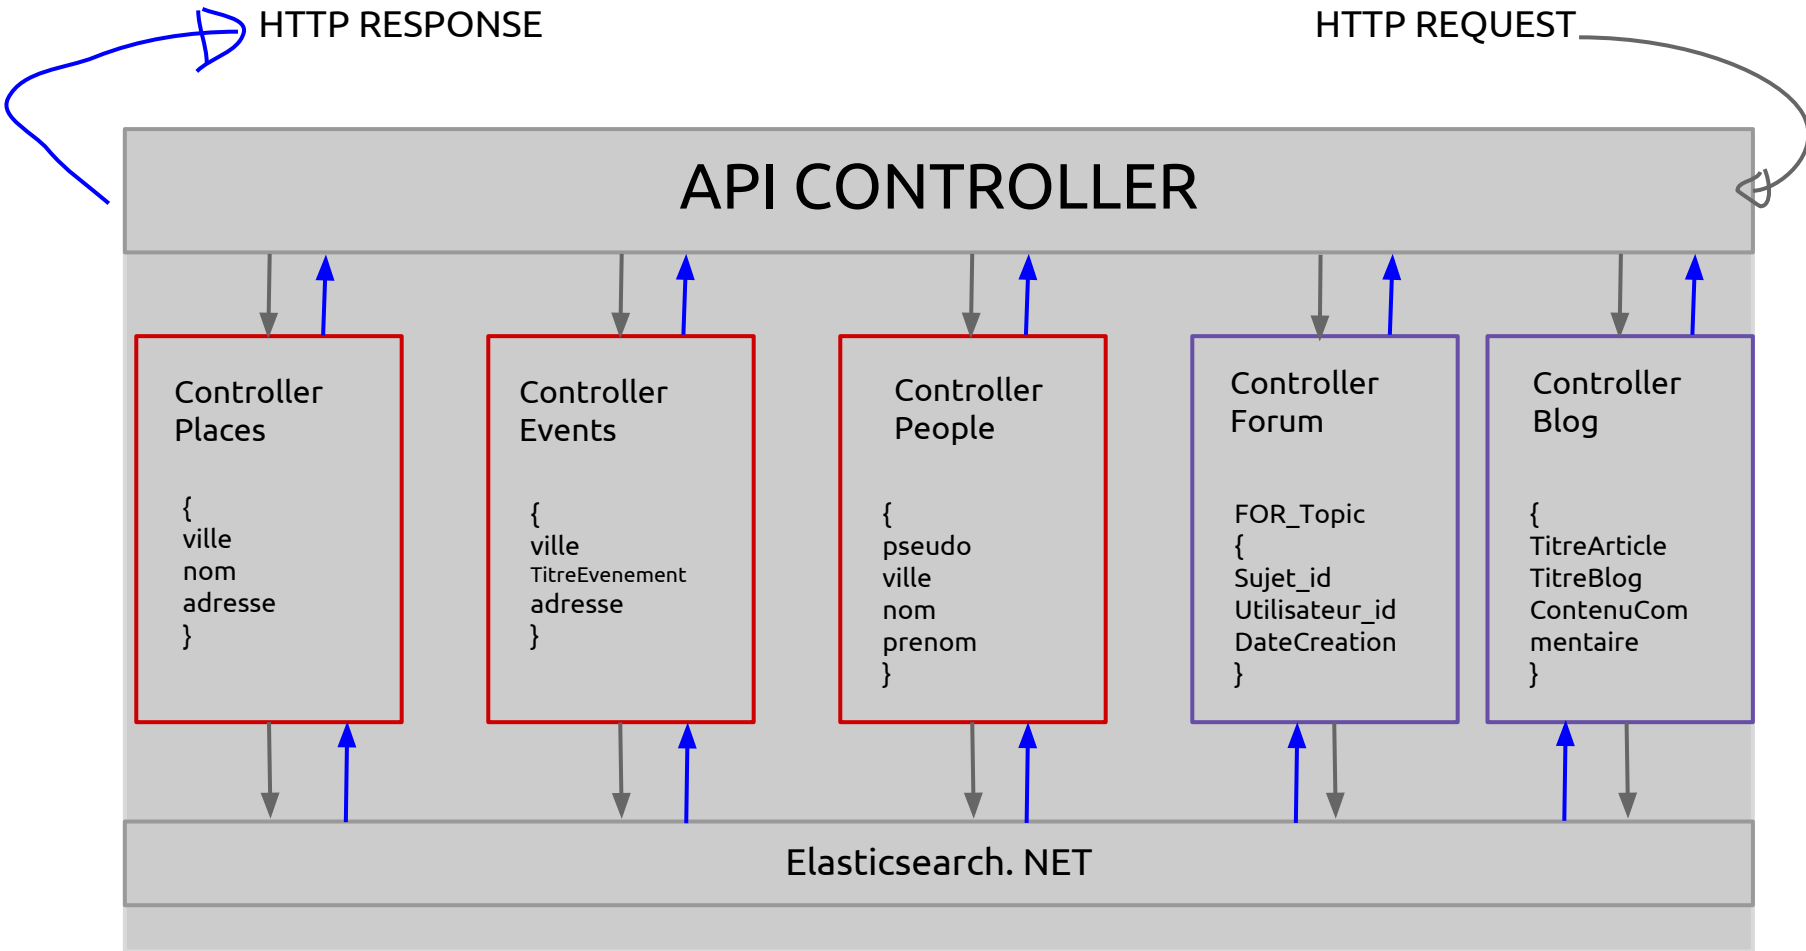 HTTP RESPONSE
HTTP REQUEST
API CONTROLLER
Controller
Places
{
ville
nom
adresse
}
Controller
Events
{
ville
TitreEvenement
adresse
}
Controller
People
{
pseudo
ville
nom
prenom
}
Controller
Forum
FOR_Topic
{
Sujet_id
Utilisateur_id
DateCreation
}
Controller
Blog
{
TitreArticle
TitreBlog
ContenuCom
mentaire
}
Elasticsearch. NET